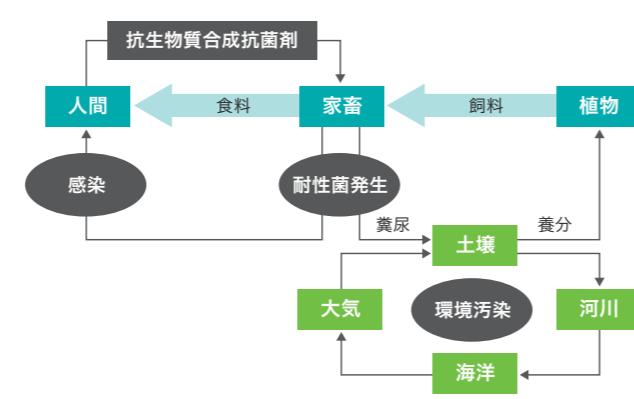 抗生物質合成抗菌剤
人間
食料
家畜
飼料
植物
感染
耐性菌発生
糞尿
土壌
養分
大気
環境汚染
河川
海洋